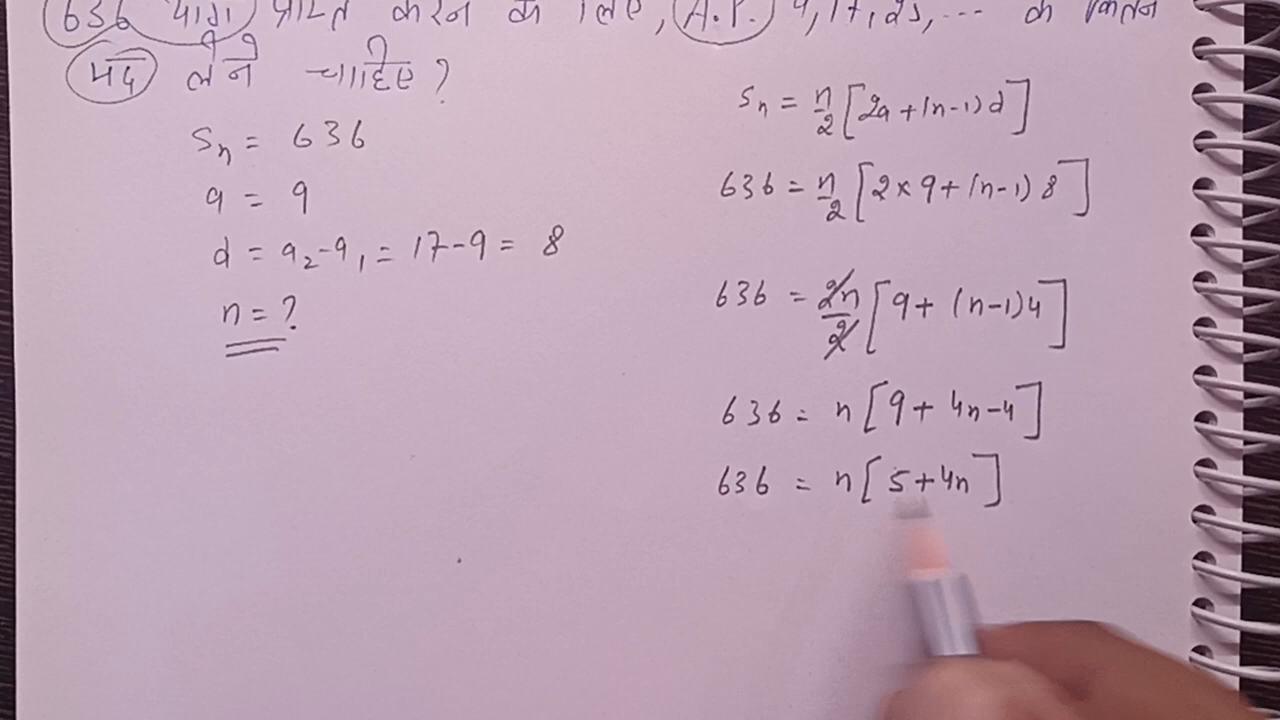 636 योग प्राप्त करने के लिए, A.P. 9, 17, 25, ... के कितने
पद लेने चाहिए ?
Sn = 636
a = 9
d = a2 - a1 = 17 - 9 = 8
n = ?
Sn = n/2 [2a + (n-1) d]
636 = n/2 [2 × 9 + (n-1) 8]
636 = 2n/2 [9 + (n-1) 4]
636 = n [9 + 4n - 4]
636 = n [5 + 4n]